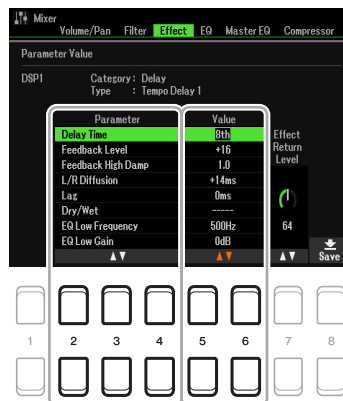 Mixer
Volume/Pan Filter Effect EQ Master EQ Compressor
Parameter Value
DSP1 Category: Delay
Type : Tempo Delay 1
Parameter Value
Delay Time 8th
Feedback Level +16
Feedback High Damp 1.0
L/R Diffusion +14ms
Lag 0ms
Dry/Wet -----
EQ Low Frequency 500Hz
EQ Low Gain 0dB
Effect
Return
Level
64
▲▼ ▲▼ ▲▼ Save
1 2 3 4 5 6 7 8